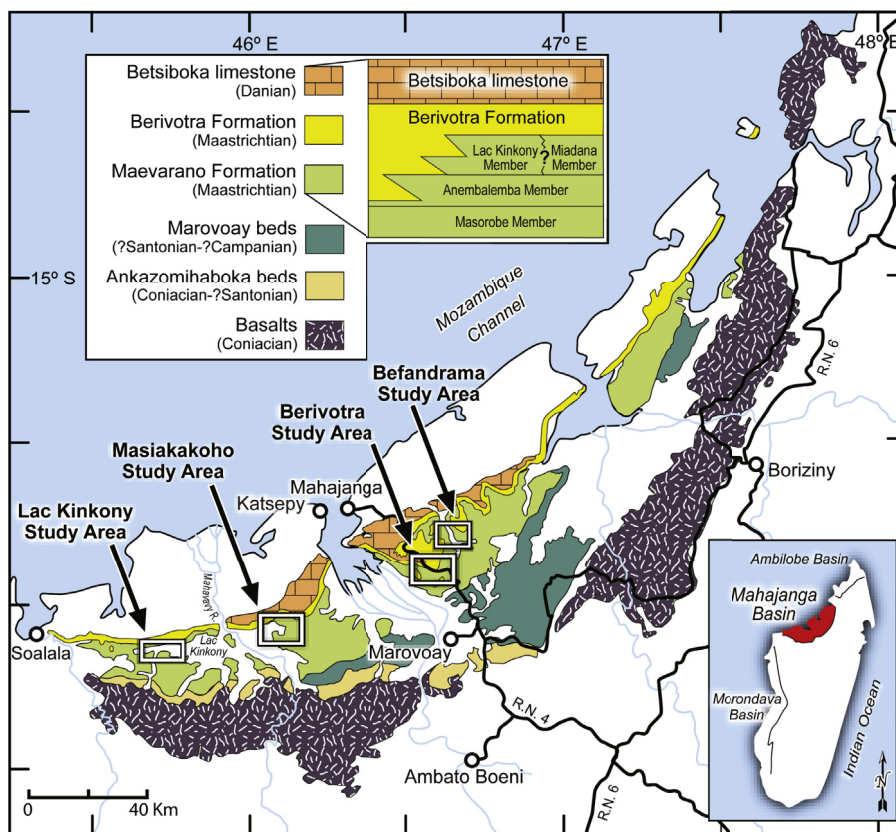 46° E
47° E
48° E
15° S
Betsiboka limestone
(Danian)
Berivotra Formation
(Maastrichtian)
Maevarano Formation
(Maastrichtian)
Marovoay beds
(?Santonian-?Campanian)
Ankazomihaboka beds
(Coniacian-?Santonian)
Basalts
(Coniacian)
Betsiboka limestone
Berivotra Formation
Lac Kinkony
Member
?
Miadana
Member
Anembalemba Member
Masorobe Member
Mozambique
Channel
Befandrama
Study Area
Berivotra
Study Area
Masiakakoho
Study Area
Lac Kinkony
Study Area
Mahajanga
Katsepy
Boriziny
R.N. 6
Mahavavy R.
Lac
Kinkony
Soalala
Marovoay
R.N. 4
Ambato Boeni
R.N. 6
0
40 Km
Ambilobe Basin
Mahajanga
Basin
Morondava
Basin
Indian Ocean
N